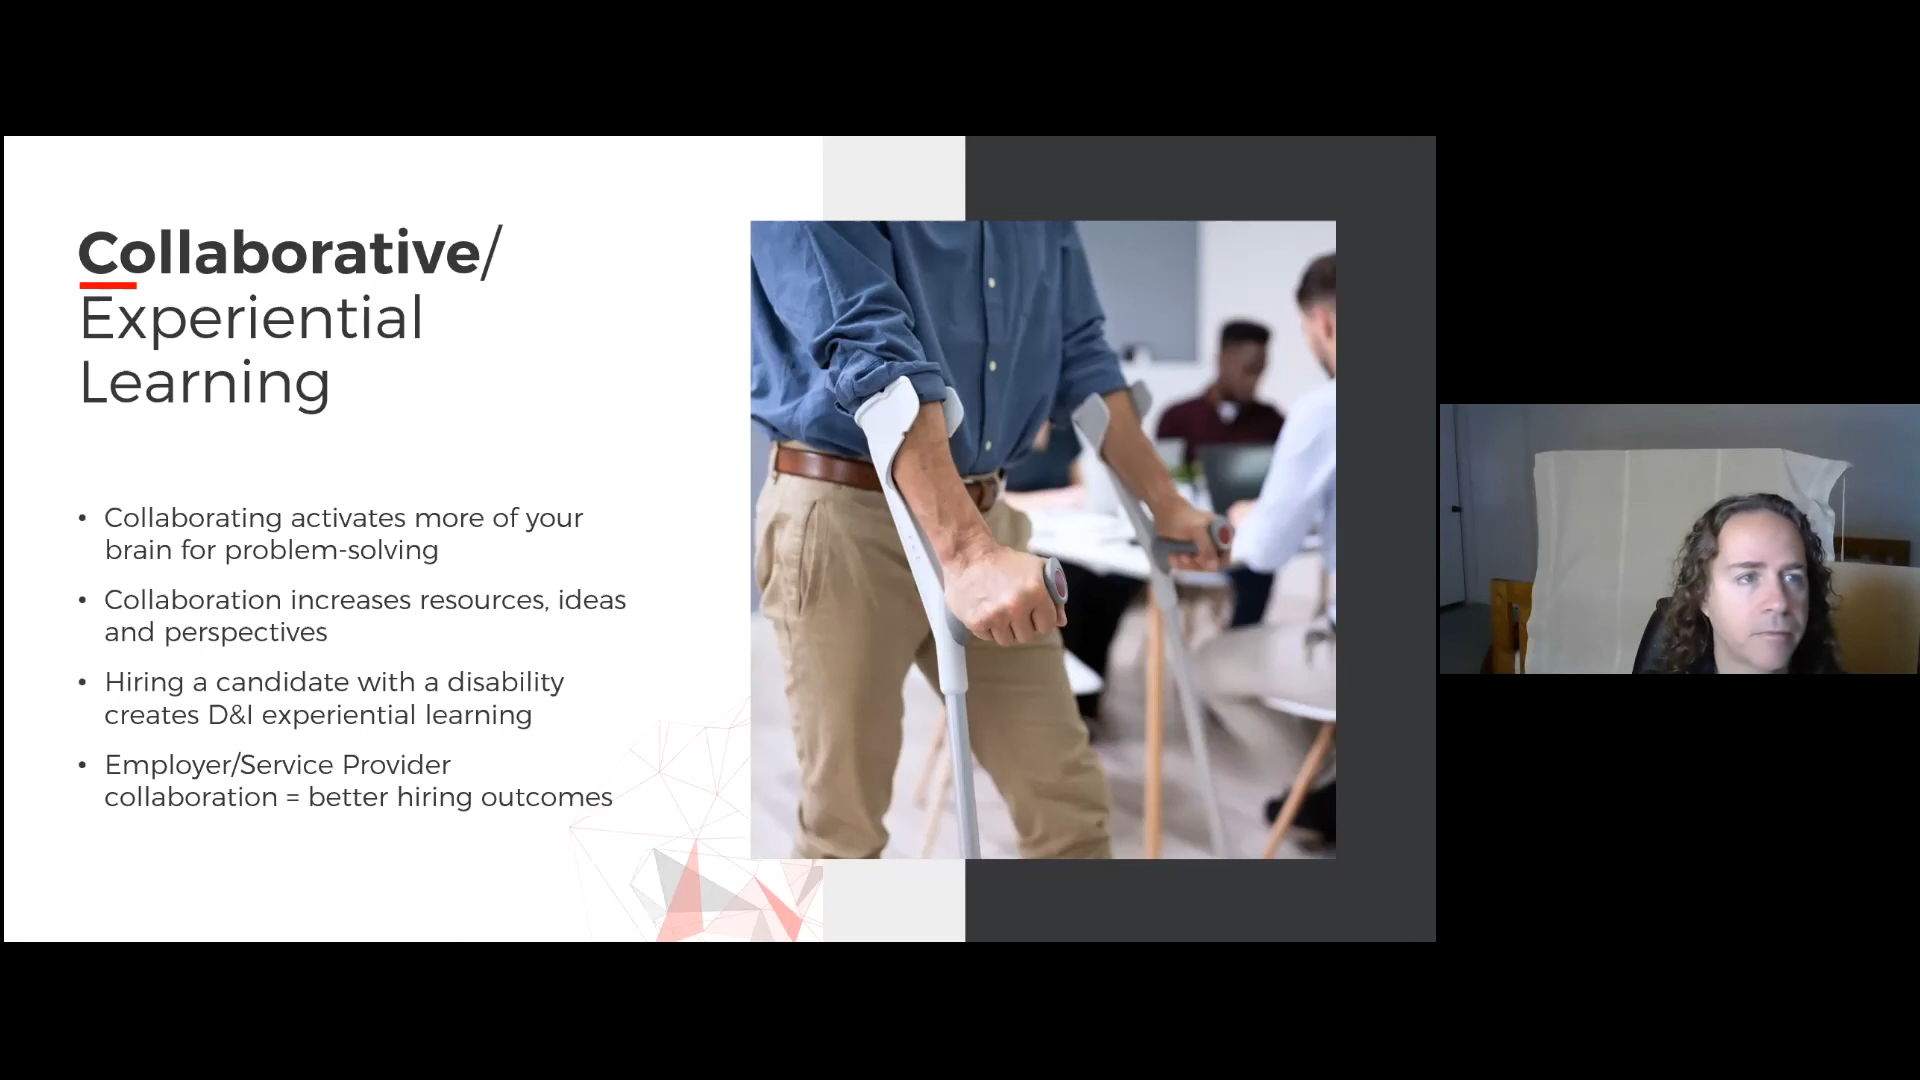 Collaborative/
Experiential
Learning
• Collaborating activates more of your
brain for problem-solving
• Collaboration increases resources, ideas
and perspectives
• Hiring a candidate with a disability
creates D&I experiential learning
• Employer/Service Provider
collaboration = better hiring outcomes